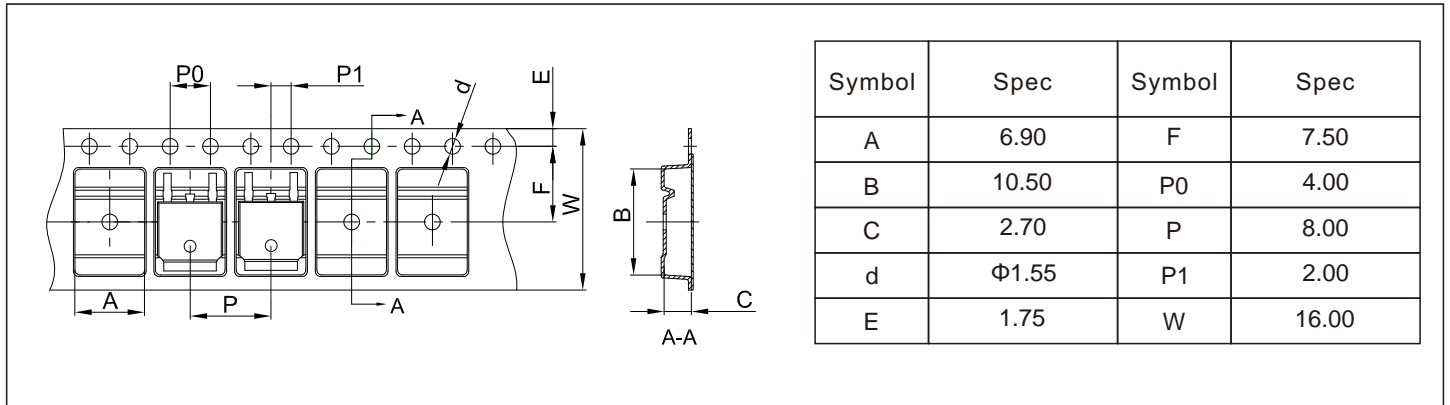 P0
P1
d
E
A
F
W
B
A
P
A
C
A-A
Symbol Spec Symbol Spec
A 6.90 F 7.50
B 10.50 P0 4.00
C 2.70 P 8.00
d Φ1.55 P1 2.00
E 1.75 W 16.00